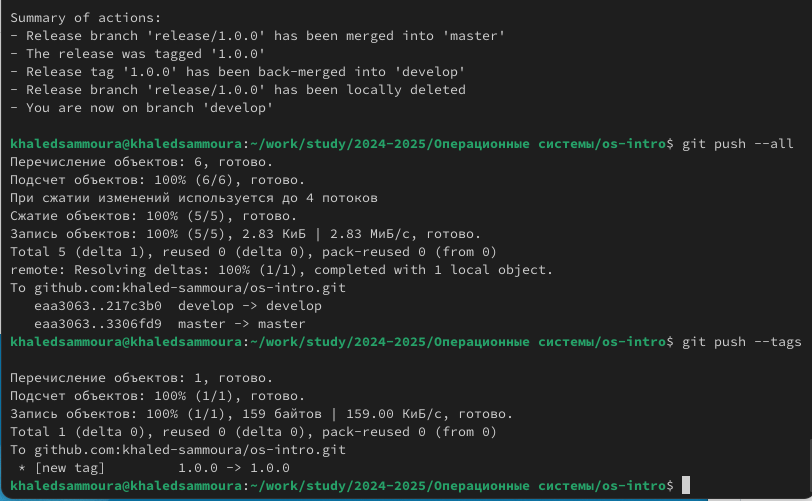 Summary of actions:
- Release branch 'release/1.0.0' has been merged into 'master'
- The release was tagged '1.0.0'
- Release tag '1.0.0' has been back-merged into 'develop'
- Release branch 'release/1.0.0' has been locally deleted
- You are now on branch 'develop'
khaledsammoura@khaledsammoura:~/work/study/2024-2025/Операционные системы/os-intro$ git push --all
Перечисление объектов: 6, готово.
Подсчет объектов: 100% (6/6), готово.
При сжатии изменений используется до 4 потоков
Сжатие объектов: 100% (5/5), готово.
Запись объектов: 100% (5/5), 2.83 КиБ | 2.83 МиБ/с, готово.
Total 5 (delta 1), reused 0 (delta 0), pack-reused 0 (from 0)
remote: Resolving deltas: 100% (1/1), completed with 1 local object.
To github.com:khaled-sammoura/os-intro.git
   eaa3063..217c3b0  develop -> develop
   eaa3063..3306fd9  master -> master
khaledsammoura@khaledsammoura:~/work/study/2024-2025/Операционные системы/os-intro$ git push --tags
Перечисление объектов: 1, готово.
Подсчет объектов: 100% (1/1), готово.
Запись объектов: 100% (1/1), 159 байтов | 159.00 КиБ/с, готово.
Total 1 (delta 0), reused 0 (delta 0), pack-reused 0 (from 0)
To github.com:khaled-sammoura/os-intro.git
 * [new tag]         1.0.0 -> 1.0.0
khaledsammoura@khaledsammoura:~/work/study/2024-2025/Операционные системы/os-intro$